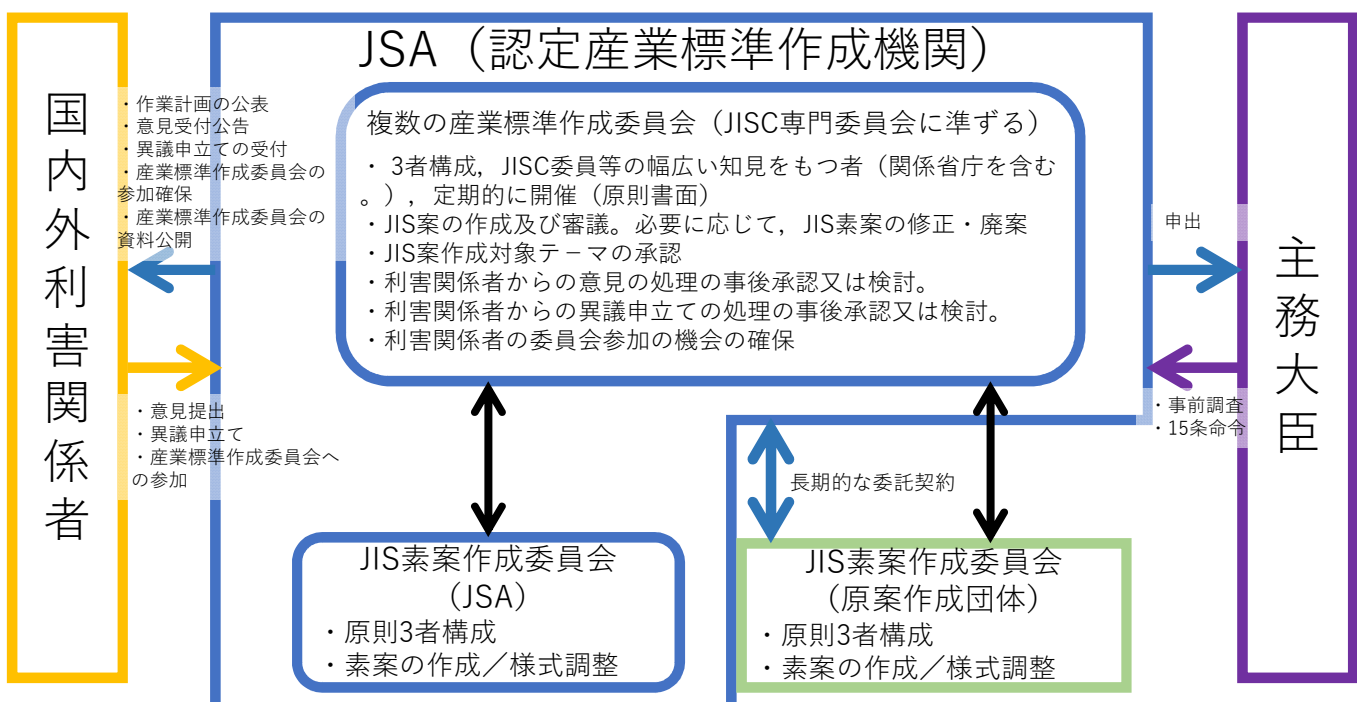 JSA（認定産業標準作成機関）
国内外利害関係者
・作業計画の公表
・意見受付公告
・異議申立ての受付
・産業標準作成委員会の
参加確保
・産業標準作成委員会の
資料公開
・意見提出
・異議申立て
・産業標準作成委員会へ
の参加
複数の産業標準作成委員会（JISC専門委員会に準ずる）
・ 3者構成，JISC委員等の幅広い知見をもつ者（関係省庁を含む
。），定期的に開催（原則書面）
・JIS案の作成及び審議。必要に応じて，JIS素案の修正・廃案
・JIS案作成対象テ－マの承認
・利害関係者からの意見の処理の事後承認又は検討。
・利害関係者からの異議申立ての処理の事後承認又は検討。
・利害関係者の委員会参加の機会の確保
申出
・事前調査
・15条命令
主務大臣
長期的な委託契約
JIS素案作成委員会
（JSA）
・原則3者構成
・素案の作成／様式調整
JIS素案作成委員会
（原案作成団体）
・原則3者構成
・素案の作成／様式調整